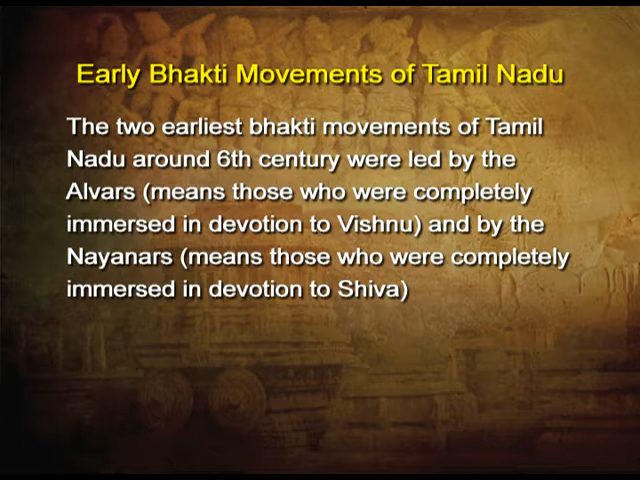 Early Bhakti Movements of Tamil Nadu
The two earliest bhakti movements of Tamil
Nadu around 6th century were led by the
Alvars (means those who were completely
immersed in devotion to Vishnu) and by the
Nayanars (means those who were completely
immersed in devotion to Shiva)